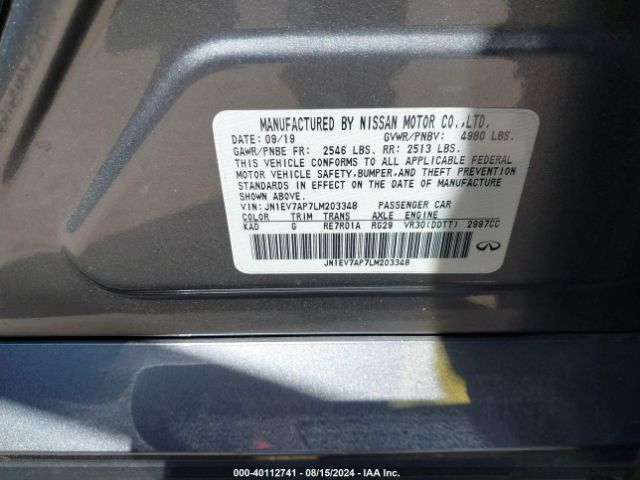 MANUFACTURED BY NISSAN MOTOR CO.,LTD.
DATE: 09/19 GVWR/PNBV: 4980 LBS.
GAWR/PNBE FR: 2546 LBS. RR: 2513 LBS.
THIS VEHICLE CONFORMS TO ALL APPLICABLE FEDERAL
MOTOR VEHICLE SAFETY,BUMPER,AND THEFT PREVENTION
STANDARDS IN EFFECT ON THE DATE OF MANUFACTURE
SHOWN ABOVE.
VIN: JN1EV7AP7LM203348 PASSENGER CAR
COLOR TRIM TRANS AXLE ENGINE
KAD G RE7R01A RG29 VR30(DDTT) 2997CC
JN1EV7AP7LM203348
000-40112741 - 08/15/2024 - IAA Inc.